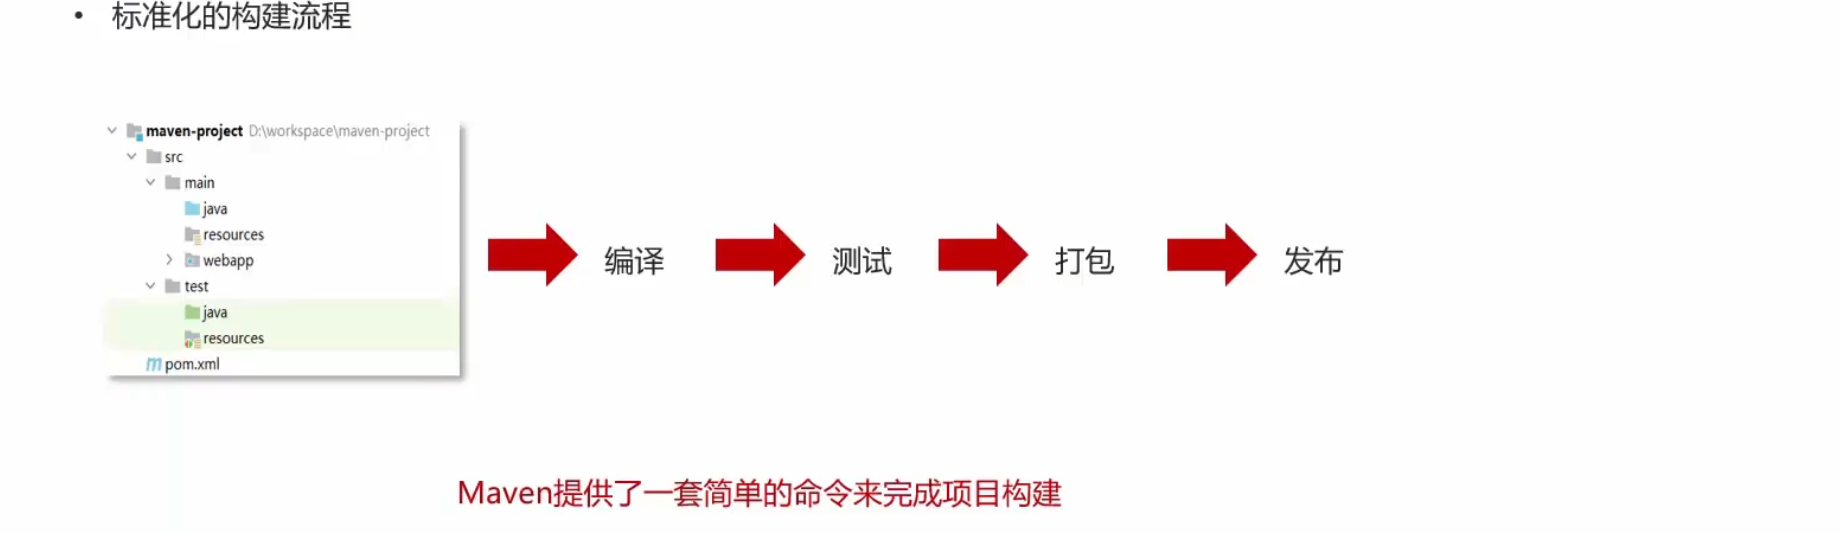 • 标准化的构建流程
maven-project D:\workspace\maven-project
src
main
java
resources
webapp
test
java
resources
pom.xml
编译 测试 打包 发布
Maven提供了一套简单的命令来完成项目构建